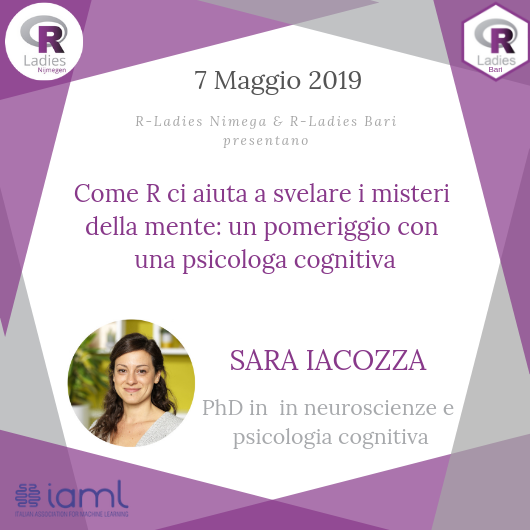 R
Ladies
Nijmegen
R
Ladies
Bari
7 Maggio 2019
R-Ladies Nimega & R-Ladies Bari
presentano
Come R ci aiuta a svelare i misteri
della mente: un pomeriggio con
una psicologa cognitiva
SARA IACOZZA
PhD in  in neuroscienze e
psicologia cognitiva
iaml
ITALIAN ASSOCIATION FOR MACHINE LEARNING